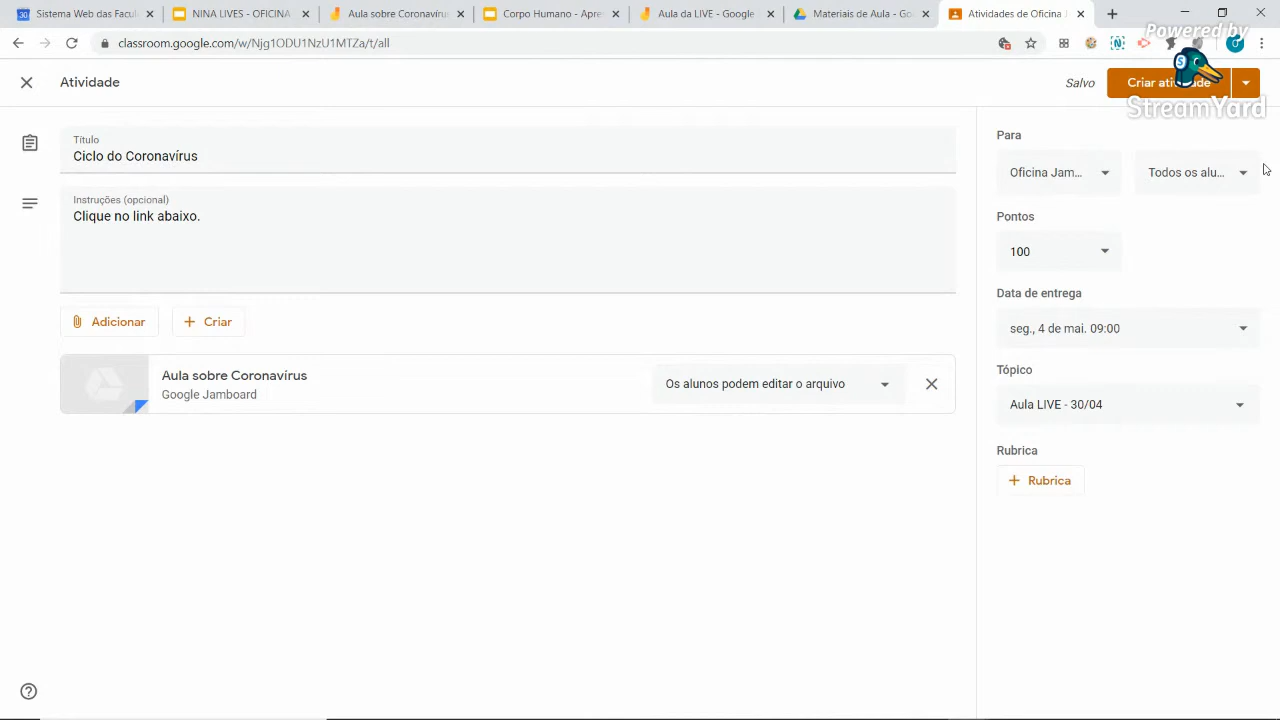 Sistema Web das Facul
NINA LIVE - OFICINA
Aula sobre Coronavírus
Corpo Humano - Apre
Aula da LIVE - Google
Materiais de Aula - Go
Atividades de Oficina J
classroom.google.com/w/Njg1ODU1NzU1MTZa/t/all
Powered by
StreamYard
Atividade
Salvo
Criar atividade
Título
Ciclo do Coronavírus
Instruções (opcional)
Clique no link abaixo.
Adicionar
Criar
Aula sobre Coronavírus
Google Jamboard
Os alunos podem editar o arquivo
Para
Oficina Jam...
Todos os alu...
Pontos
100
Data de entrega
seg., 4 de mai. 09:00
Tópico
Aula LIVE - 30/04
Rubrica
Rubrica